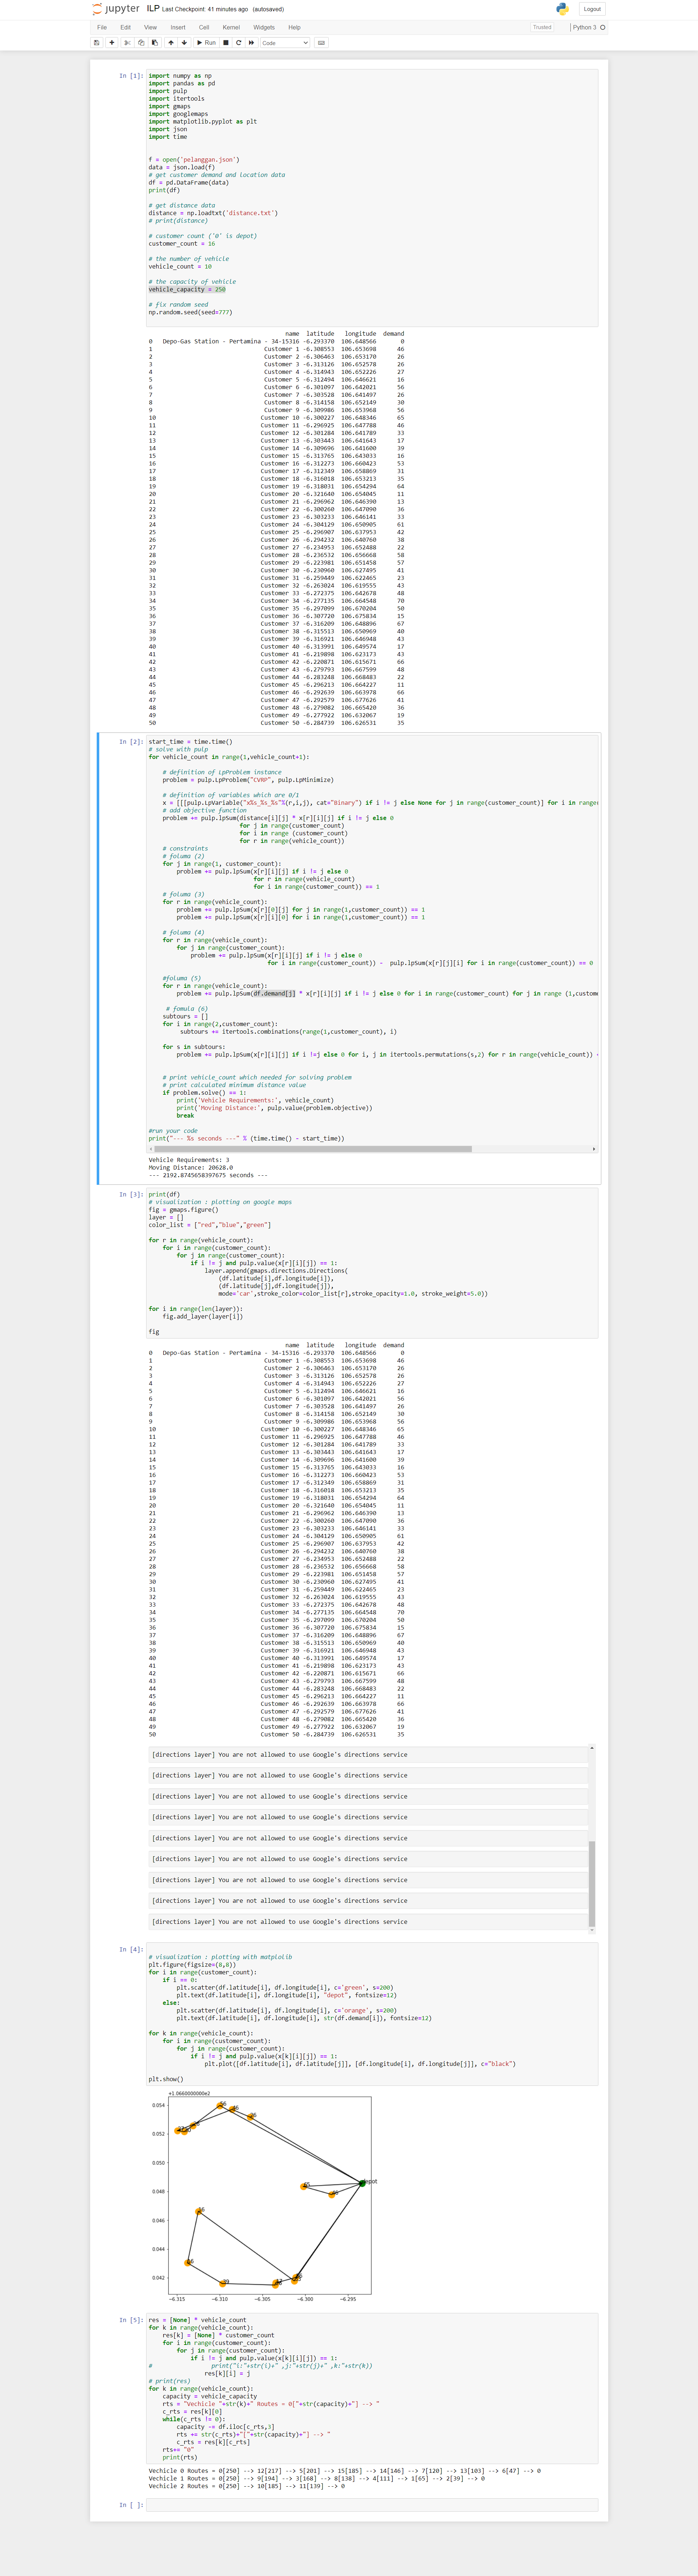 jupyter ILP Last Checkpoint: 41 minutes ago (autosaved) Logout
File Edit View Insert Cell Kernel Widgets Help Trusted Python 3
Run Code
In [1]: import numpy as np
import pandas as pd
import pulp
import itertools
import gmaps
import googlemaps
import matplotlib.pyplot as plt
import json
import time
f = open('pelanggan.json')
data = json.load(f)
# get customer demand and location data
df = pd.DataFrame(data)
print(df)
# get distance data
distance = np.loadtxt('distance.txt')
# print(distance)
# customer count ('0' is depot)
customer_count = 16
# the number of vehicle
vehicle_count = 10
# the capacity of vehicle
vehicle_capacity = 250
# fix random seed
np.random.seed(seed=777)
name latitude longitude demand
0 Depo-Gas Station - Pertamina - 34-15316 -6.293370 106.648566 0
1 Customer 1 -6.308553 106.653698 46
2 Customer 2 -6.306463 106.653170 26
3 Customer 3 -6.313126 106.652578 26
4 Customer 4 -6.314943 106.652226 27
5 Customer 5 -6.312494 106.646621 16
6 Customer 6 -6.301097 106.642021 56
7 Customer 7 -6.303528 106.641497 26
8 Customer 8 -6.314158 106.652149 30
9 Customer 9 -6.309986 106.653968 56
10 Customer 10 -6.300227 106.648346 65
11 Customer 11 -6.296925 106.647788 46
12 Customer 12 -6.301284 106.641789 33
13 Customer 13 -6.303443 106.641643 17
14 Customer 14 -6.309696 106.641600 39
15 Customer 15 -6.313765 106.643033 16
16 Customer 16 -6.312273 106.660423 53
17 Customer 17 -6.312349 106.658869 31
18 Customer 18 -6.316018 106.653213 35
19 Customer 19 -6.318031 106.654294 64
20 Customer 20 -6.321640 106.654045 11
21 Customer 21 -6.296962 106.646390 13
22 Customer 22 -6.300260 106.647090 36
23 Customer 23 -6.303233 106.646141 33
24 Customer 24 -6.304129 106.650905 61
25 Customer 25 -6.296907 106.637953 42
26 Customer 26 -6.294232 106.640760 38
27 Customer 27 -6.234953 106.652488 22
28 Customer 28 -6.236532 106.656668 58
29 Customer 29 -6.223981 106.651458 57
30 Customer 30 -6.230960 106.627495 41
31 Customer 31 -6.259449 106.622465 23
32 Customer 32 -6.263024 106.619555 43
33 Customer 33 -6.272375 106.642678 48
34 Customer 34 -6.277135 106.664548 70
35 Customer 35 -6.297099 106.670204 50
36 Customer 36 -6.307720 106.675834 15
37 Customer 37 -6.316209 106.648896 67
38 Customer 38 -6.315513 106.650969 40
39 Customer 39 -6.316921 106.646948 43
40 Customer 40 -6.313991 106.649574 17
41 Customer 41 -6.219898 106.623173 43
42 Customer 42 -6.220871 106.615671 66
43 Customer 43 -6.279793 106.667599 48
44 Customer 44 -6.283248 106.668483 22
45 Customer 45 -6.296213 106.664227 11
46 Customer 46 -6.292639 106.663978 66
47 Customer 47 -6.292579 106.677626 41
48 Customer 48 -6.279082 106.665420 36
49 Customer 49 -6.277922 106.632067 19
50 Customer 50 -6.284739 106.626531 35
In [2]: start_time = time.time()
# solve with pulp
for vehicle_count in range(1,vehicle_count+1):
# definition of LpProblem instance
problem = pulp.LpProblem("CVRP", pulp.LpMinimize)
# definition of variables which are 0/1
x = [[[pulp.LpVariable("x%s_%s_%s"%(r,i,j), cat="Binary") if i != j else None for j in range(customer_count)] for i in range
# add objective function
problem += pulp.lpSum(distance[i][j] * x[r][i][j] if i != j else 0
for j in range(customer_count)
for i in range (customer_count)
for r in range(vehicle_count))
# constraints
# foluma (2)
for j in range(1, customer_count):
problem += pulp.lpSum(x[r][i][j] if i != j else 0
for r in range(vehicle_count)
for i in range(customer_count)) == 1
# foluma (3)
for r in range(vehicle_count):
problem += pulp.lpSum(x[r][0][j] for j in range(1,customer_count)) == 1
problem += pulp.lpSum(x[r][i][0] for i in range(1,customer_count)) == 1
# foluma (4)
for r in range(vehicle_count):
for j in range(customer_count):
problem += pulp.lpSum(x[r][i][j] if i != j else 0
for i in range(customer_count)) - pulp.lpSum(x[r][j][i] for i in range(customer_count)) == 0
#foluma (5)
for r in range(vehicle_count):
problem += pulp.lpSum(df.demand[j] * x[r][i][j] if i != j else 0 for i in range(customer_count) for j in range (1,custome
# fomula (6)
subtours = []
for i in range(2,customer_count):
subtours += itertools.combinations(range(1,customer_count), i)
for s in subtours:
problem += pulp.lpSum(x[r][i][j] if i !=j else 0 for i, j in itertools.permutations(s,2) for r in range(vehicle_count))
# print vehicle_count which needed for solving problem
# print calculated minimum distance value
if problem.solve() == 1:
print('Vehicle Requirements:', vehicle_count)
print('Moving Distance:', pulp.value(problem.objective))
break
#run your code
print("--- %s seconds ---" % (time.time() - start_time))
Vehicle Requirements: 3
Moving Distance: 20628.0
--- 2192.8745658397675 seconds ---
In [3]: print(df)
# visualization : plotting on google maps
fig = gmaps.figure()
layer = []
color_list = ["red","blue","green"]
for r in range(vehicle_count):
for i in range(customer_count):
for j in range(customer_count):
if i != j and pulp.value(x[r][i][j]) == 1:
layer.append(gmaps.directions.Directions(
(df.latitude[i],df.longitude[i]),
(df.latitude[j],df.longitude[j]),
mode='car',stroke_color=color_list[r],stroke_opacity=1.0, stroke_weight=5.0))
for i in range(len(layer)):
fig.add_layer(layer[i])
fig
name latitude longitude demand
0 Depo-Gas Station - Pertamina - 34-15316 -6.293370 106.648566 0
1 Customer 1 -6.308553 106.653698 46
2 Customer 2 -6.306463 106.653170 26
3 Customer 3 -6.313126 106.652578 26
4 Customer 4 -6.314943 106.652226 27
5 Customer 5 -6.312494 106.646621 16
6 Customer 6 -6.301097 106.642021 56
7 Customer 7 -6.303528 106.641497 26
8 Customer 8 -6.314158 106.652149 30
9 Customer 9 -6.309986 106.653968 56
10 Customer 10 -6.300227 106.648346 65
11 Customer 11 -6.296925 106.647788 46
12 Customer 12 -6.301284 106.641789 33
13 Customer 13 -6.303443 106.641643 17
14 Customer 14 -6.309696 106.641600 39
15 Customer 15 -6.313765 106.643033 16
16 Customer 16 -6.312273 106.660423 53
17 Customer 17 -6.312349 106.658869 31
18 Customer 18 -6.316018 106.653213 35
19 Customer 19 -6.318031 106.654294 64
20 Customer 20 -6.321640 106.654045 11
21 Customer 21 -6.296962 106.646390 13
22 Customer 22 -6.300260 106.647090 36
23 Customer 23 -6.303233 106.646141 33
24 Customer 24 -6.304129 106.650905 61
25 Customer 25 -6.296907 106.637953 42
26 Customer 26 -6.294232 106.640760 38
27 Customer 27 -6.234953 106.652488 22
28 Customer 28 -6.236532 106.656668 58
29 Customer 29 -6.223981 106.651458 57
30 Customer 30 -6.230960 106.627495 41
31 Customer 31 -6.259449 106.622465 23
32 Customer 32 -6.263024 106.619555 43
33 Customer 33 -6.272375 106.642678 48
34 Customer 34 -6.277135 106.664548 70
35 Customer 35 -6.297099 106.670204 50
36 Customer 36 -6.307720 106.675834 15
37 Customer 37 -6.316209 106.648896 67
38 Customer 38 -6.315513 106.650969 40
39 Customer 39 -6.316921 106.646948 43
40 Customer 40 -6.313991 106.649574 17
41 Customer 41 -6.219898 106.623173 43
42 Customer 42 -6.220871 106.615671 66
43 Customer 43 -6.279793 106.667599 48
44 Customer 44 -6.283248 106.668483 22
45 Customer 45 -6.296213 106.664227 11
46 Customer 46 -6.292639 106.663978 66
47 Customer 47 -6.292579 106.677626 41
48 Customer 48 -6.279082 106.665420 36
49 Customer 49 -6.277922 106.632067 19
50 Customer 50 -6.284739 106.626531 35
[directions layer] You are not allowed to use Google's directions service
[directions layer] You are not allowed to use Google's directions service
[directions layer] You are not allowed to use Google's directions service
[directions layer] You are not allowed to use Google's directions service
[directions layer] You are not allowed to use Google's directions service
[directions layer] You are not allowed to use Google's directions service
[directions layer] You are not allowed to use Google's directions service
[directions layer] You are not allowed to use Google's directions service
[directions layer] You are not allowed to use Google's directions service
In [4]:
# visualization : plotting with matplolib
plt.figure(figsize=(8,8))
for i in range(customer_count):
if i == 0:
plt.scatter(df.latitude[i], df.longitude[i], c='green', s=200)
plt.text(df.latitude[i], df.longitude[i], "depot", fontsize=12)
else:
plt.scatter(df.latitude[i], df.longitude[i], c='orange', s=200)
plt.text(df.latitude[i], df.longitude[i], str(df.demand[i]), fontsize=12)
for k in range(vehicle_count):
for i in range(customer_count):
for j in range(customer_count):
if i != j and pulp.value(x[k][i][j]) == 1:
plt.plot([df.latitude[i], df.latitude[j]], [df.longitude[i], df.longitude[j]], c="black")
plt.show()
+1.0660000000e2
0.054
56
46
26
0.052
0.050
depot
65
0.048
46
16
0.046
0.044
16
0.042
39
−6.315 −6.310 −6.305 −6.300 −6.295
In [5]: res = [None] * vehicle_count
for k in range(vehicle_count):
res[k] = [None] * customer_count
for i in range(customer_count):
for j in range(customer_count):
if i != j and pulp.value(x[k][i][j]) == 1:
# print("i:"+str(i)+" ,j:"+str(j)+" ,k:"+str(k))
res[k][i] = j
# print(res)
for k in range(vehicle_count):
capacity = vehicle_capacity
rts = "Vechicle "+str(k)+" Routes = 0["+str(capacity)+"] --> "
c_rts = res[k][0]
while(c_rts != 0):
capacity -= df.iloc[c_rts,3]
rts += str(c_rts)+"["+str(capacity)+"] --> "
c_rts = res[k][c_rts]
rts+= "0"
print(rts)
Vechicle 0 Routes = 0[250] --> 12[217] --> 5[201] --> 15[185] --> 14[146] --> 7[120] --> 13[103] --> 6[47] --> 0
Vechicle 1 Routes = 0[250] --> 9[194] --> 3[168] --> 8[138] --> 4[111] --> 1[65] --> 2[39] --> 0
Vechicle 2 Routes = 0[250] --> 10[185] --> 11[139] --> 0
In [ ]: